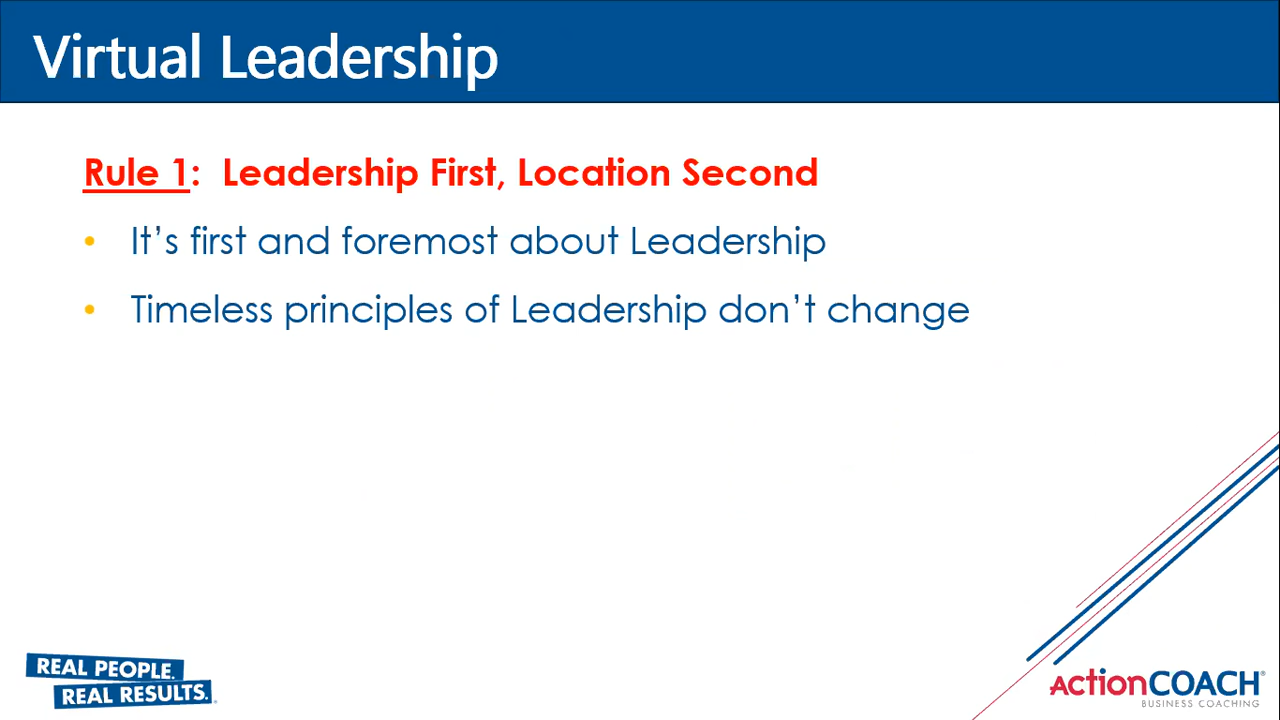 Virtual Leadership
Rule 1: Leadership First, Location Second
• It’s first and foremost about Leadership
• Timeless principles of Leadership don’t change
REAL PEOPLE.
REAL RESULTS.
ActionCOACH®
BUSINESS COACHING